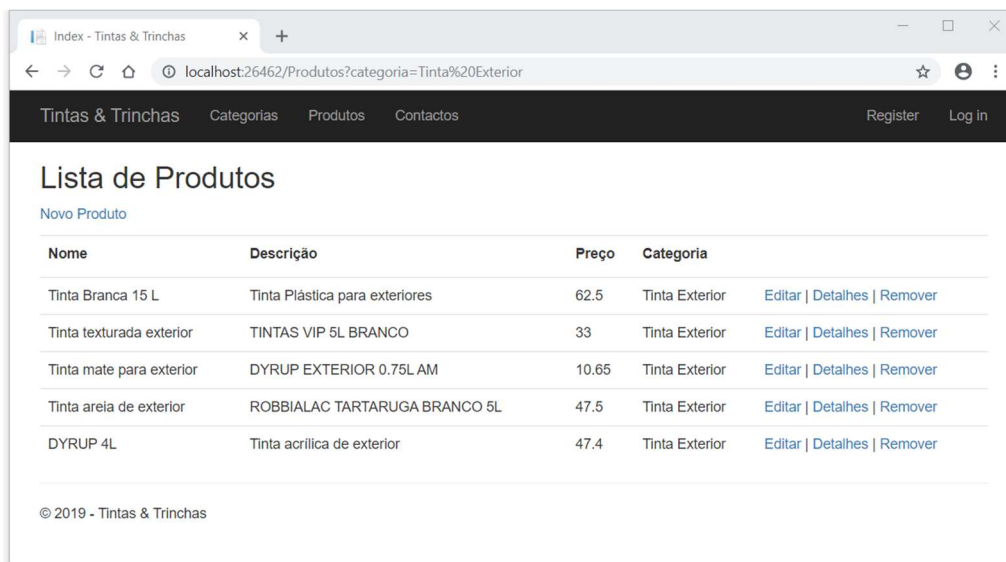 Index - Tintas & Trinchas
localhost:26462/Produtos?categoria=Tinta%20Exterior
Tintas & Trinchas Categorias Produtos Contactos Register Log in
Lista de Produtos
Novo Produto
Nome Descrição Preço Categoria
Tinta Branca 15 L Tinta Plástica para exteriores 62.5 Tinta Exterior Editar | Detalhes | Remover
Tinta texturada exterior TINTAS VIP 5L BRANCO 33 Tinta Exterior Editar | Detalhes | Remover
Tinta mate para exterior DYRUP EXTERIOR 0.75L AM 10.65 Tinta Exterior Editar | Detalhes | Remover
Tinta areia de exterior ROBBIALAC TARTARUGA BRANCO 5L 47.5 Tinta Exterior Editar | Detalhes | Remover
DYRUP 4L Tinta acrílica de exterior 47.4 Tinta Exterior Editar | Detalhes | Remover
© 2019 - Tintas & Trinchas